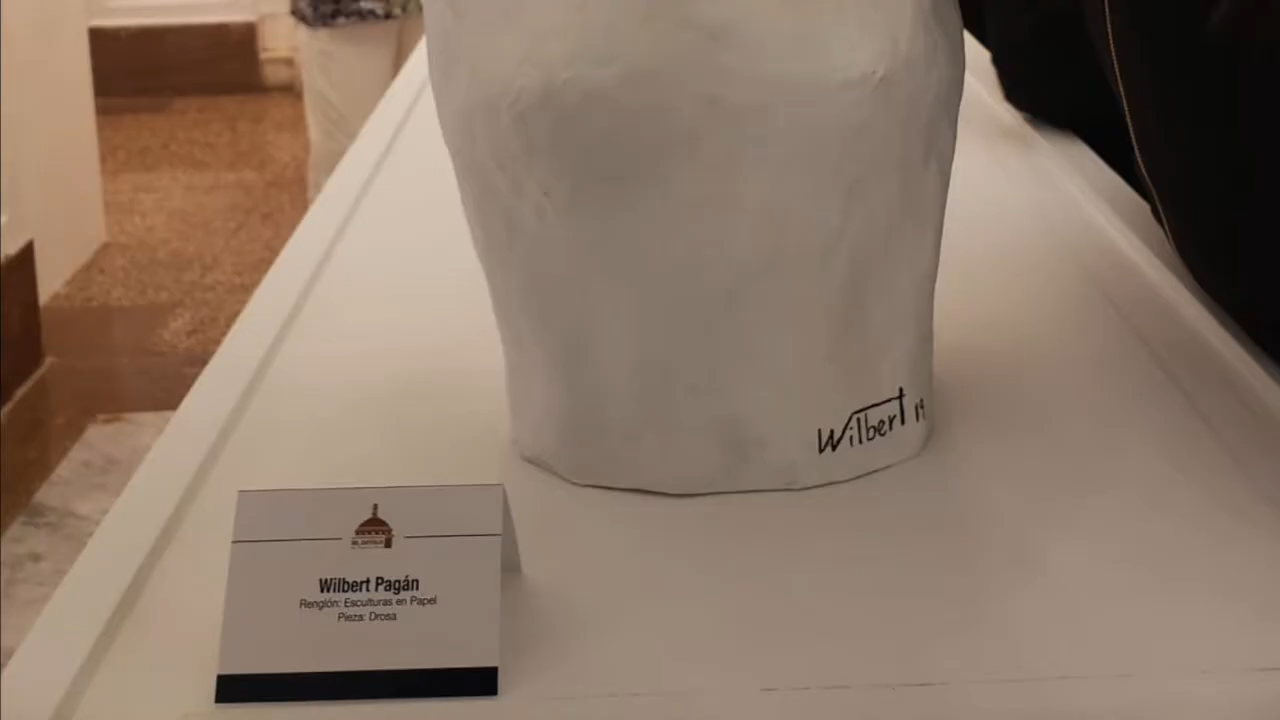 Wilbert 19
Wilbert Pagán
Renglón: Esculturas en Papel
Pieza: Drosa